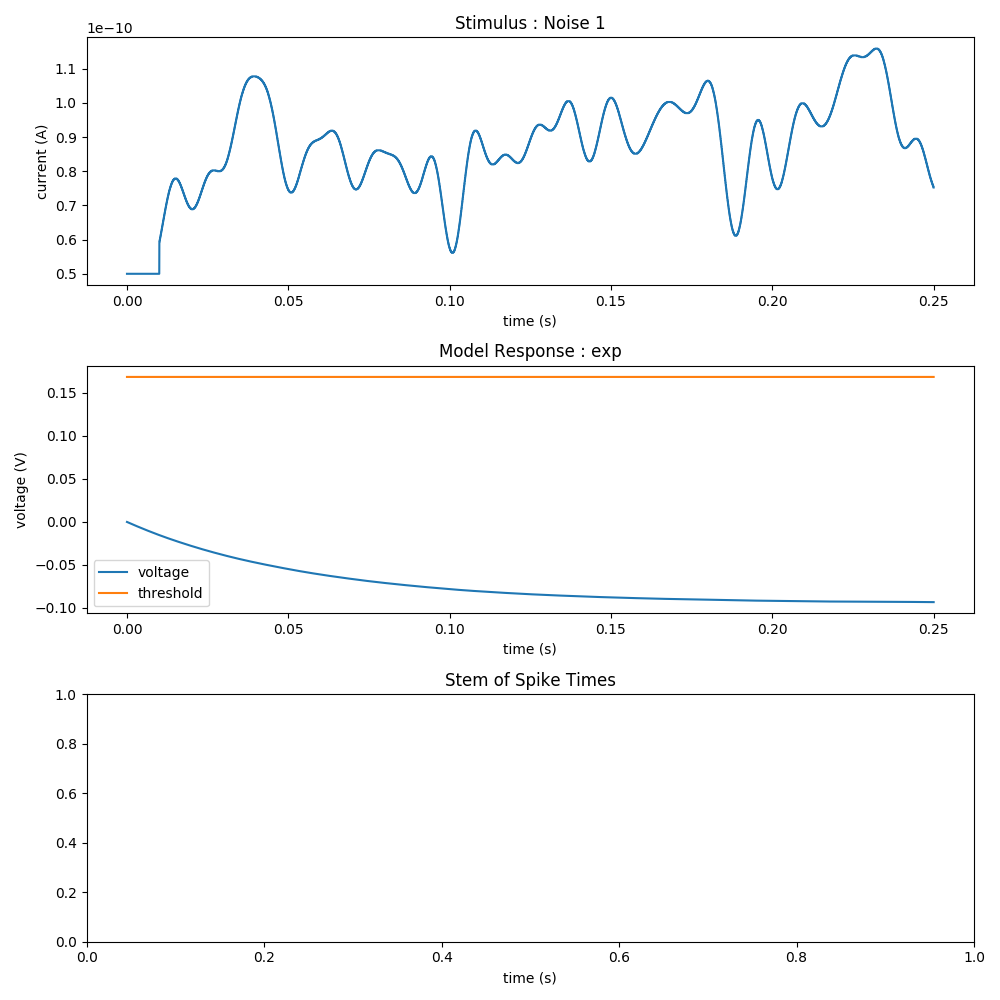 Stimulus : Noise 1
1e−10
1.1
1.0
0.9
0.8
0.7
0.6
0.5
current (A)
0.00 0.05 0.10 0.15 0.20 0.25
time (s)
Model Response : exp
0.15
0.10
0.05
0.00
−0.05
−0.10
voltage (V)
voltage
threshold
0.00 0.05 0.10 0.15 0.20 0.25
time (s)
Stem of Spike Times
1.0
0.8
0.6
0.4
0.2
0.0
0.0 0.2 0.4 0.6 0.8 1.0
time (s)